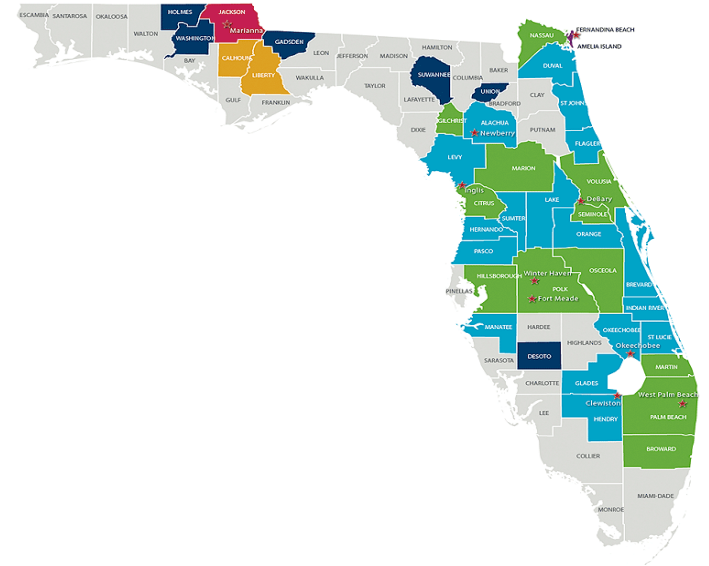 ESCAMBIA
SANTAROSA
OKALOOSA
WALTON
HOLMES
JACKSON
Marianna
WASHINGTON
BAY
CALHOUN
LIBERTY
GULF
FRANKLIN
GADSDEN
LEON
WAKULLA
JEFFERSON
MADISON
TAYLOR
HAMILTON
SUWANNEE
LAFAYETTE
DIXIE
COLUMBIA
BAKER
UNION
BRADFORD
NASSAU
FERNANDINA BEACH
AMELIA ISLAND
DUVAL
CLAY
ST JOHNS
GILCHRIST
ALACHUA
Newberry
PUTNAM
FLAGLER
LEVY
Inglis
MARION
VOLUSIA
DeBary
CITRUS
LAKE
SEMINOLE
SUMTER
HERNANDO
ORANGE
PASCO
HILLSBOROUGH
PINELLAS
Winter Haven
POLK
Fort Meade
OSCEOLA
BREVARD
INDIAN RIVER
MANATEE
HARDEE
HIGHLANDS
OKEECHOBEE
Okeechobee
ST LUCIE
SARASOTA
DESOTO
MARTIN
CHARLOTTE
GLADES
Clewiston
West Palm Beach
PALM BEACH
LEE
HENDRY
COLLIER
BROWARD
MIAMI-DADE
MONROE